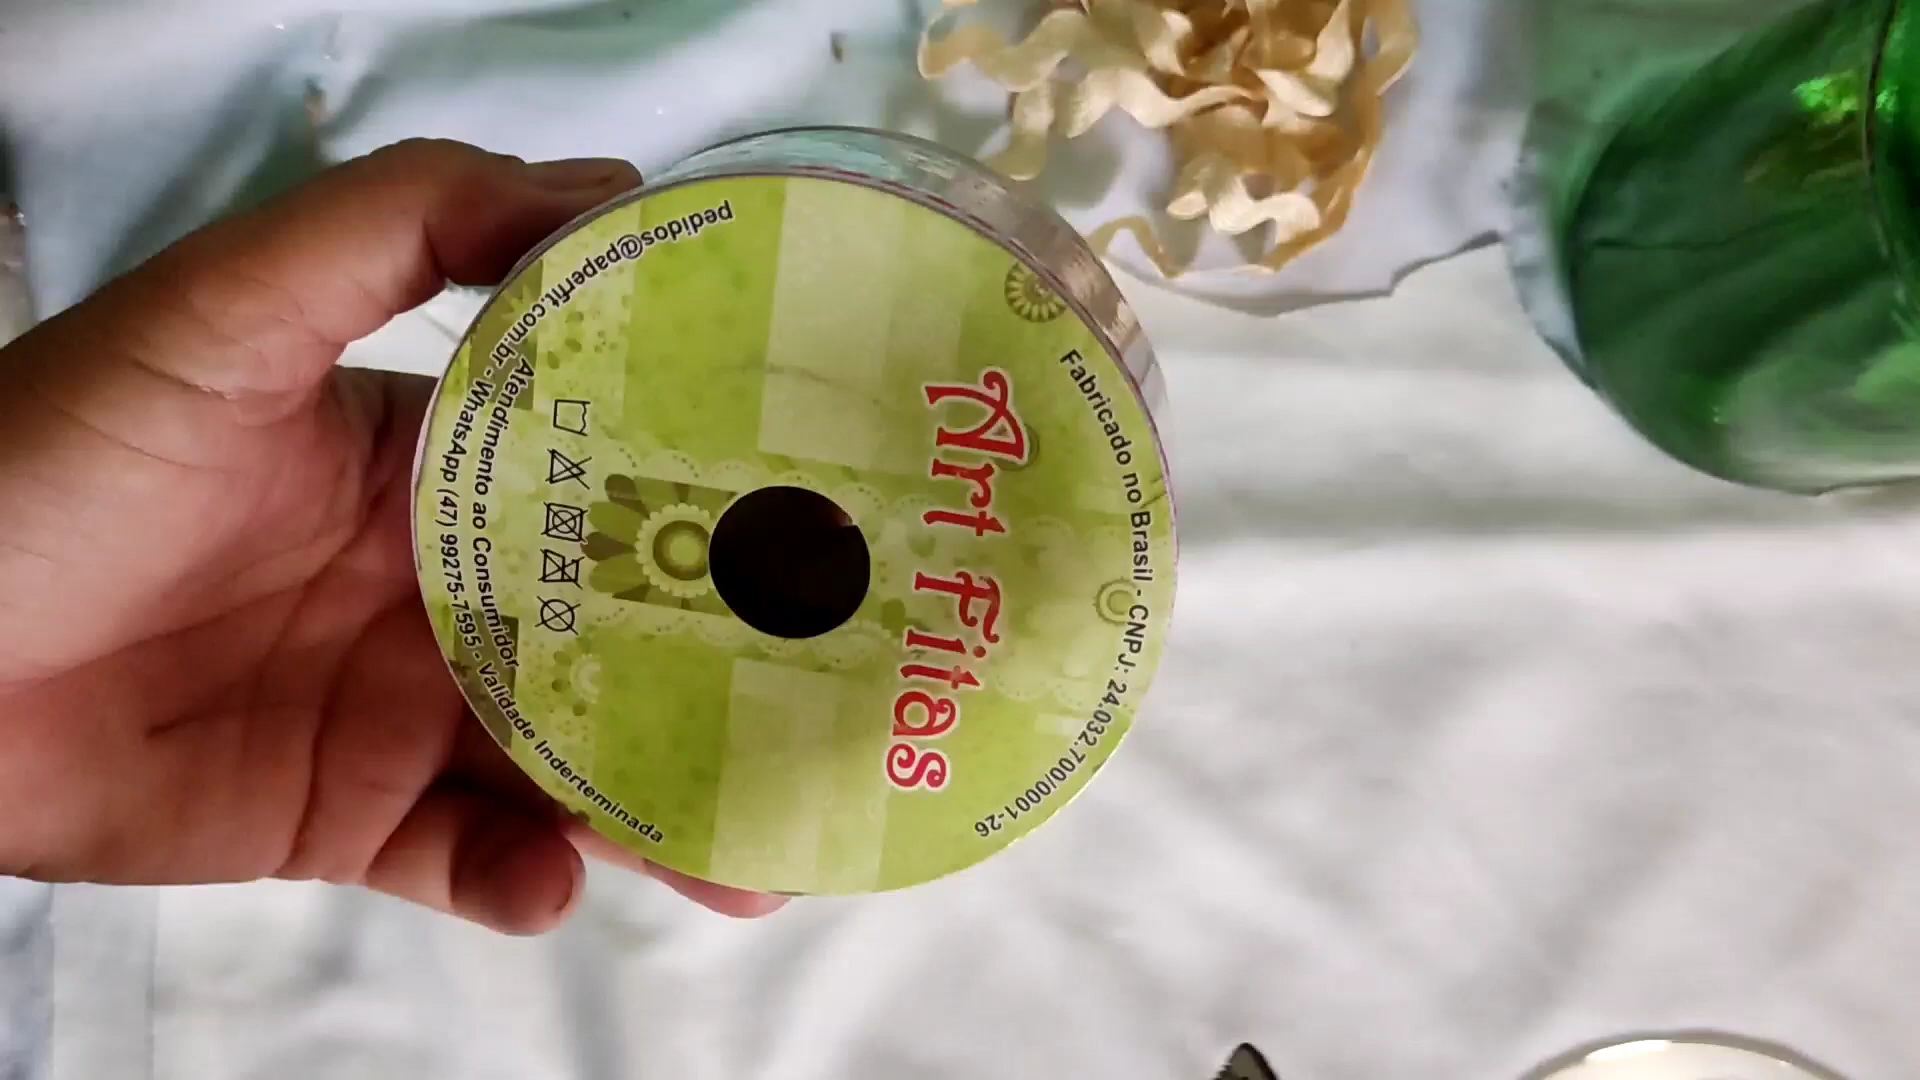 Fabricado no Brasil - CNPJ: 24.032.700/0001-26
Art Fitas
Atendimento ao Consumidor
pedidos@paperfit.com.br - WhatsApp (47) 99275-7595 - Validade Inderteminada